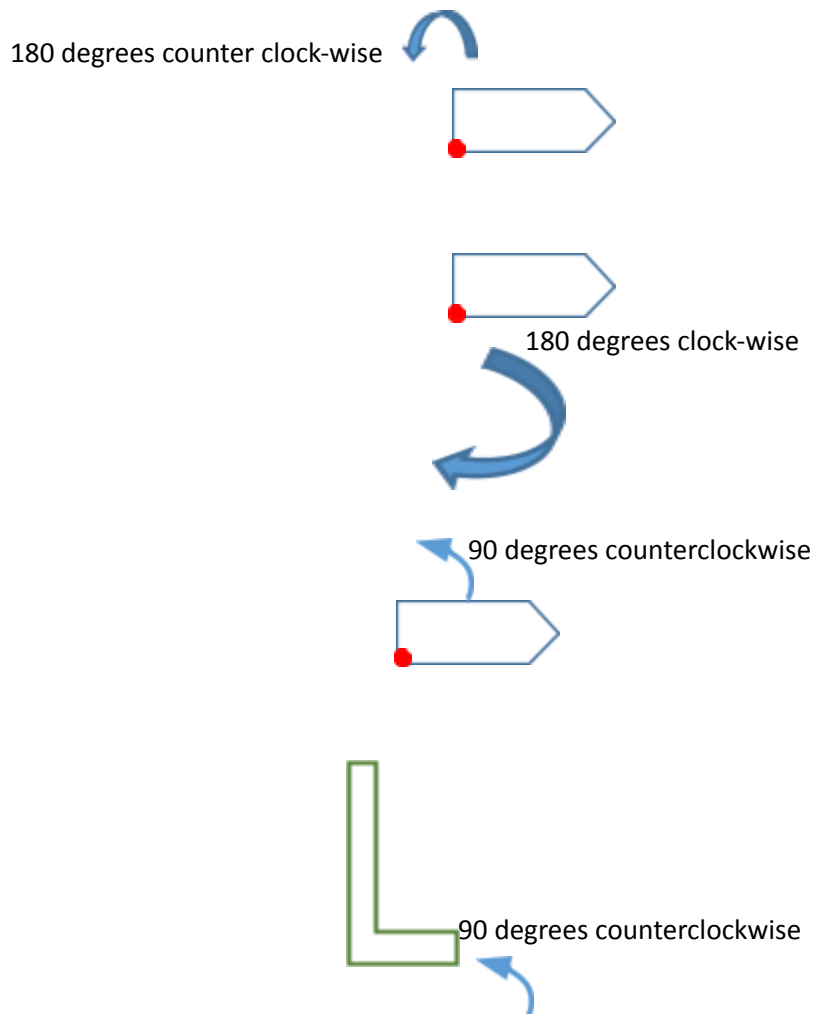 180 degrees counter clock-wise
180 degrees clock-wise
90 degrees counterclockwise
90 degrees counterclockwise